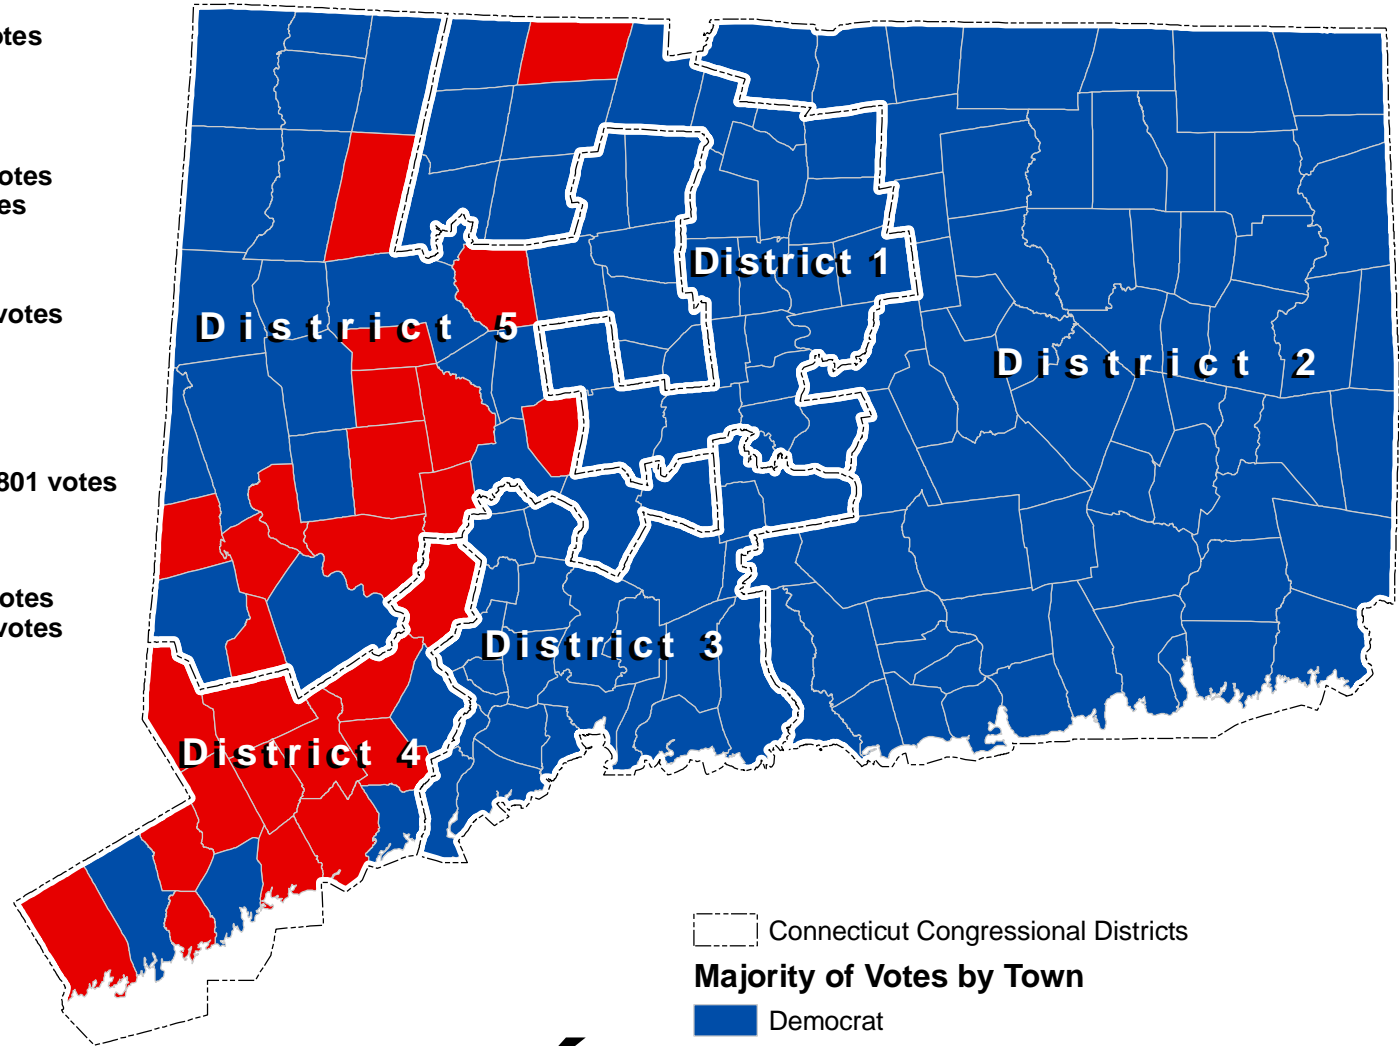 otes
otes
es
votes
801 votes
otes
votes
District 1
District 5
District 2
District 3
District 4
Connecticut Congressional Districts
Majority of Votes by Town
Democrat